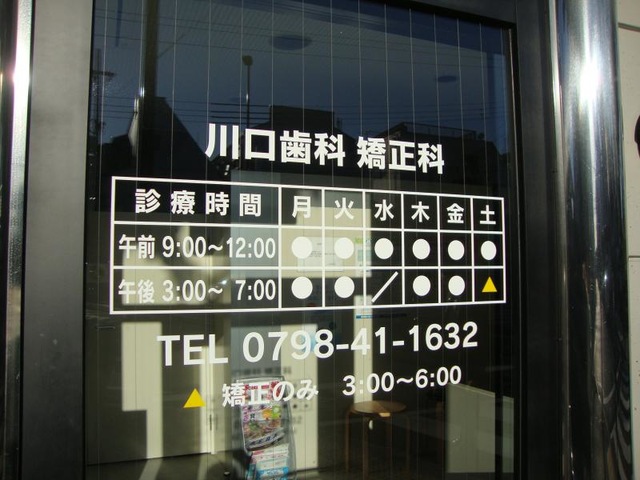 川口歯科 矯正科
診療時間 月 火 水 木 金 土
午前 9:00～12:00 ● ● ● ● ● ●
午後 3:00～ 7:00 ● ● ／ ● ● ▲
TEL 0798-41-1632
▲ 矯正のみ 3:00～6:00